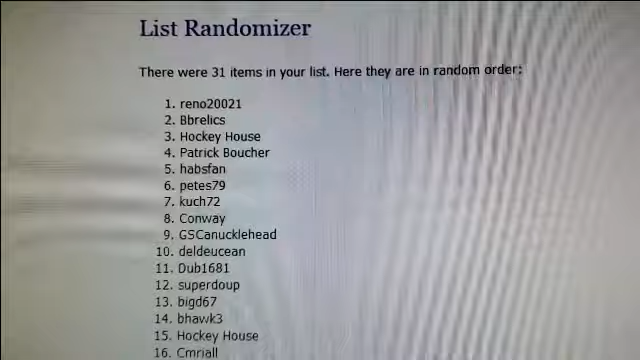 List Randomizer
There were 31 items in your list. Here they are in random order:
1. reno20021
2. Bbrelics
3. Hockey House
4. Patrick Boucher
5. habsfan
6. petes79
7. kuch72
8. Conway
9. GSCanucklehead
10. deldeucean
11. Dub1681
12. superdoup
13. bigd67
14. bhawk3
15. Hockey House
16. Cmriall